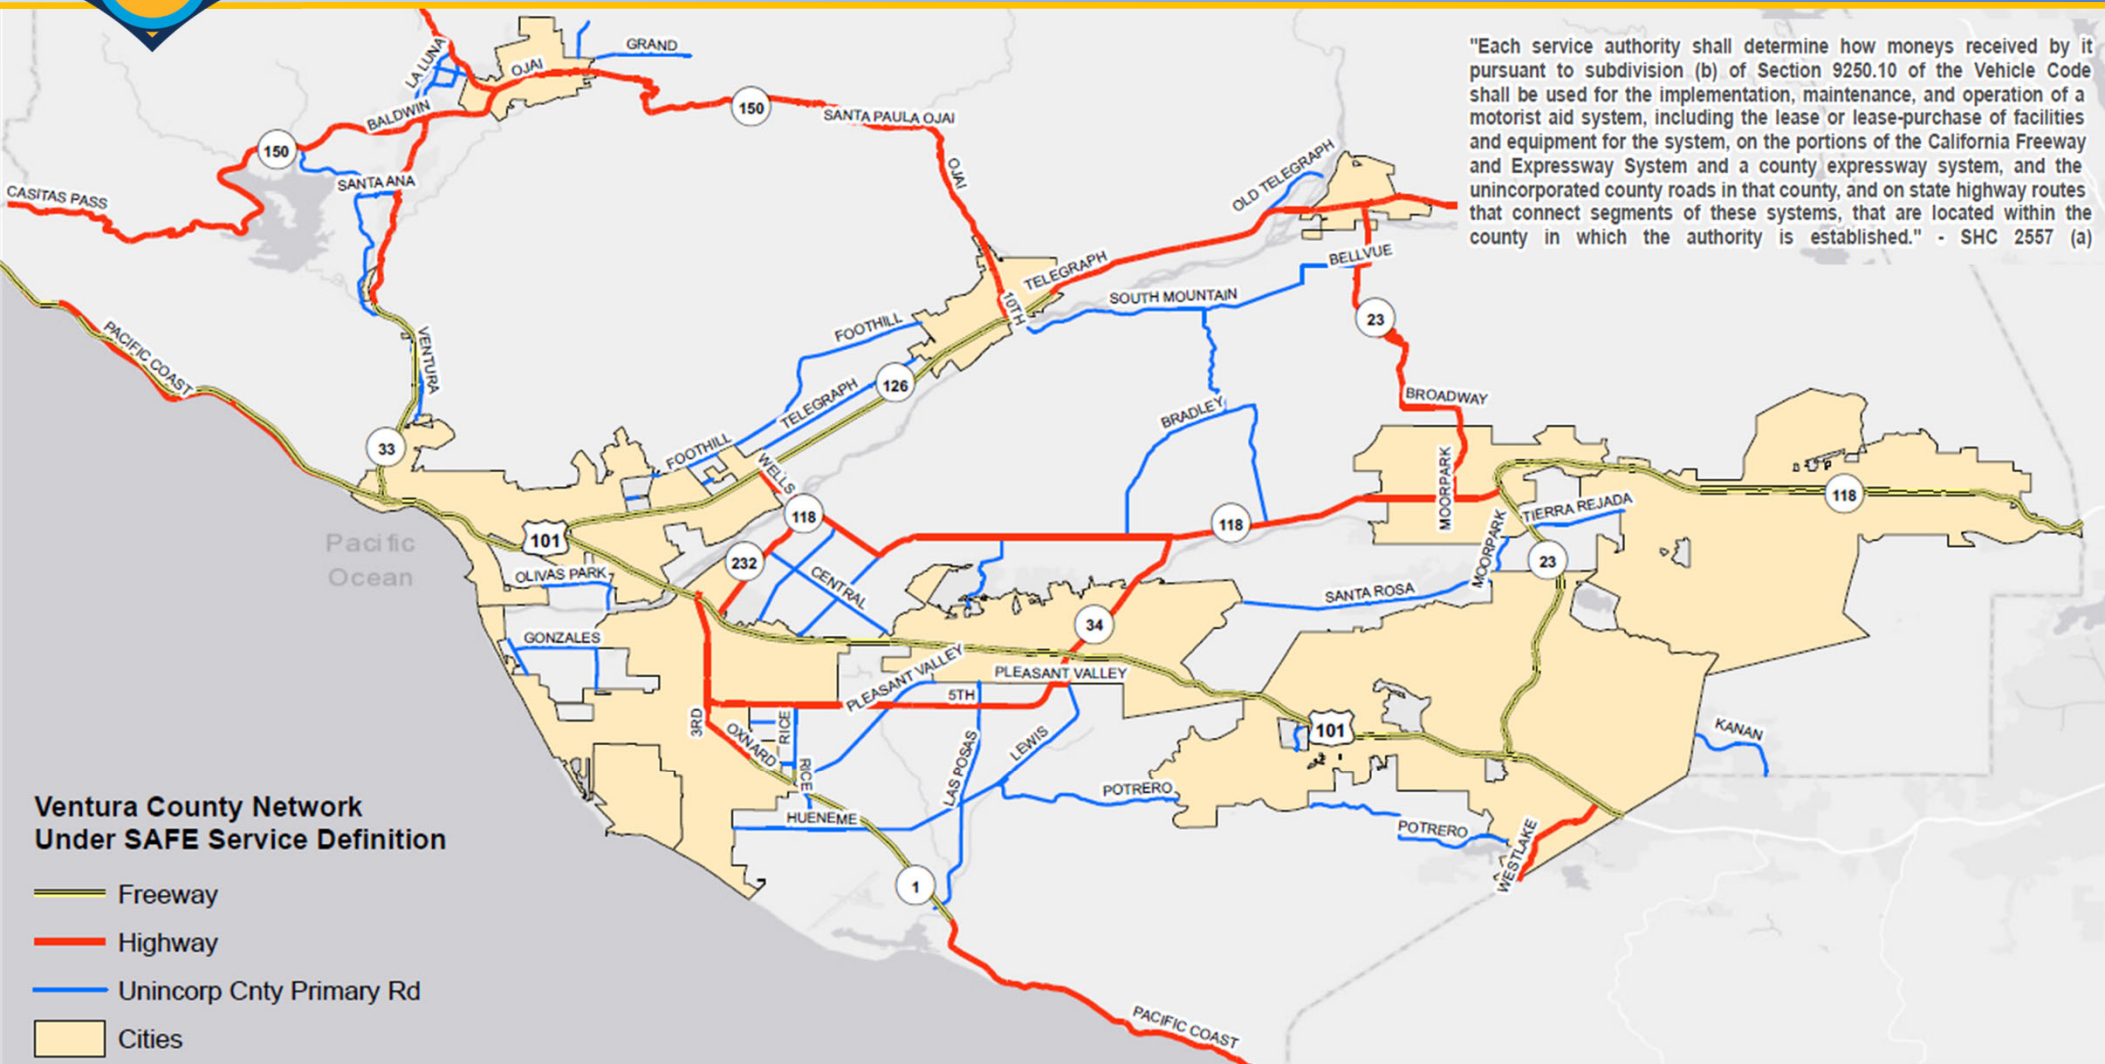 "Each service authority shall determine how moneys received by it
pursuant to subdivision (b) of Section 9250.10 of the Vehicle Code
shall be used for the implementation, maintenance, and operation of a
motorist aid system, including the lease or lease-purchase of facilities
and equipment for the system, on the portions of the California Freeway
and Expressway System and a county expressway system, and the
unincorporated county roads in that county, and on state highway routes
that connect segments of these systems, that are located within the
county in which the authority is established." - SHC 2557 (a)
GRAND
LA LUNA
OJAI
BALDWIN
150
SANTA PAULA OJAI
150
OJAI
SANTA ANA
CASITAS PASS
OLD TELEGRAPH
BELLVUE
TELEGRAPH
10TH
SOUTH MOUNTAIN
23
FOOTHILL
PACIFIC COAST
VENTURA
126
TELEGRAPH
BROADWAY
BRADLEY
33
FOOTHILL
WELLS
MOORPARK
118
118
118
TIERRA REJADA
MOORPARK
101
Pacific
Ocean
232
23
OLIVAS PARK
CENTRAL
SANTA ROSA
34
GONZALES
PLEASANT VALLEY
PLEASANT VALLEY
5TH
3RD
OXNARD
RICE
RICE
101
KANAN
LAS POSAS
LEWIS
POTRERO
HUENEME
POTRERO
WESTLAKE
1
PACIFIC COAST
Ventura County Network
Under SAFE Service Definition
Freeway
Highway
Unincorp Cnty Primary Rd
Cities